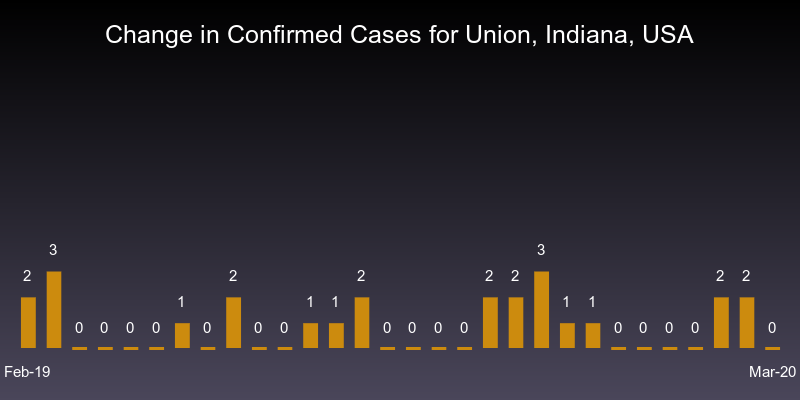 Change in Confirmed Cases for Union, Indiana, USA
2 3 0 0 0 0 1 0 2 0 0 1 1 2 0 0 0 0 2 2 3 1 1 0 0 0 0 2 2 0
Feb-19 Mar-20